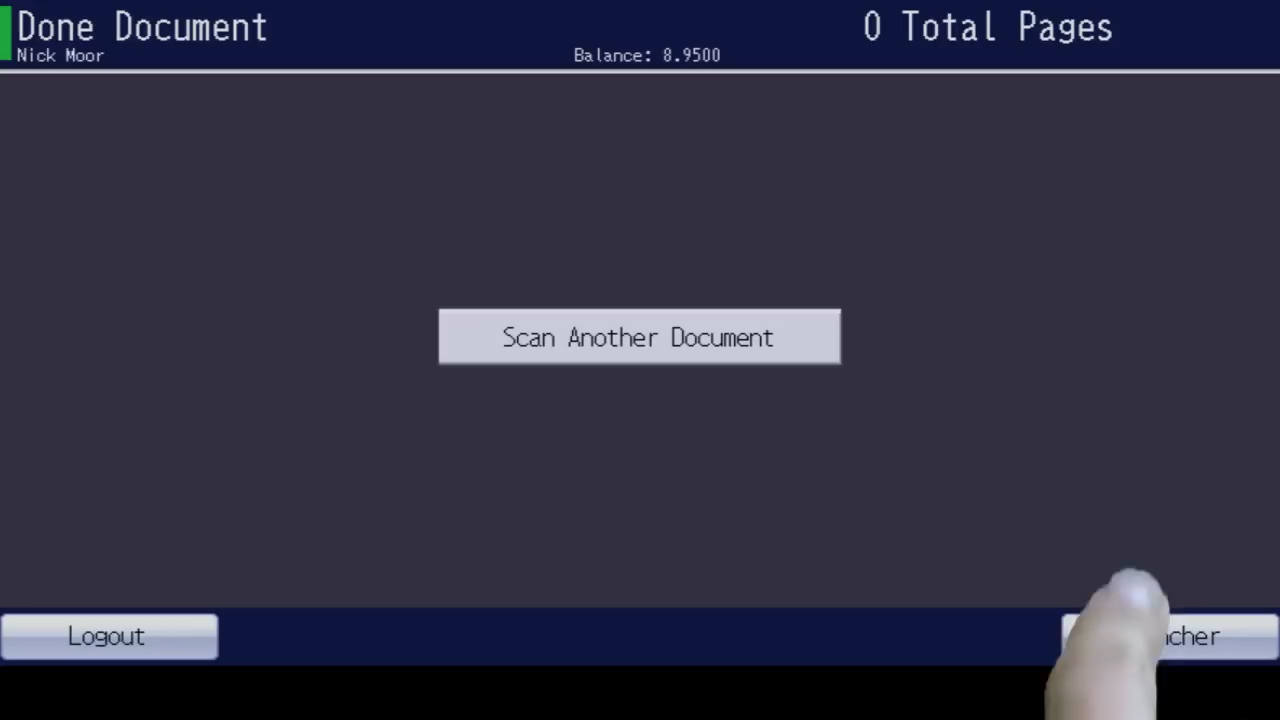 Done Document
0 Total Pages
Nick Moor
Balance: 8.9500
Scan Another Document
Logout